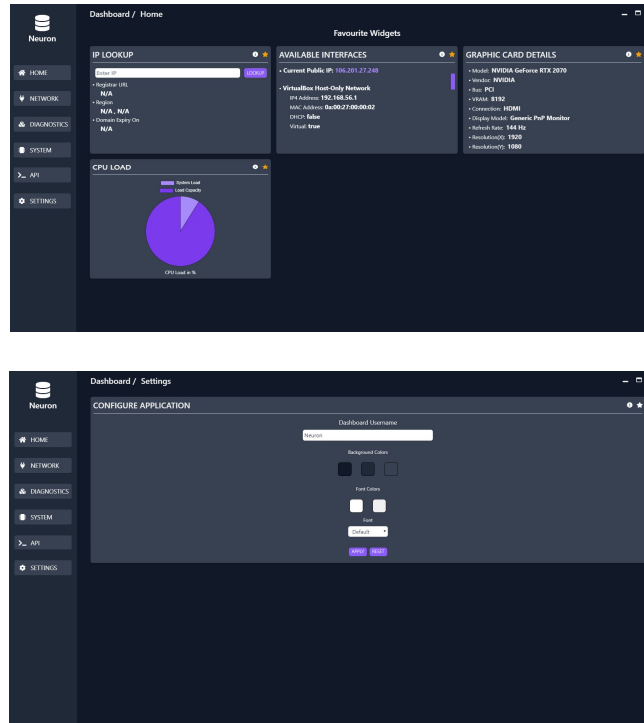 Dashboard / Home
Neuron
Favourite Widgets
HOME
NETWORK
DIAGNOSTICS
SYSTEM
API
SETTINGS
IP LOOKUP
Enter IP
LOOKUP
• Registrar URL
N/A
• Region
N/A , N/A
• Domain Expiry On
N/A
AVAILABLE INTERFACES
• Current Public IP: 106.201.27.248
• VirtualBox Host-Only Network
IP4 Address: 192.168.56.1
MAC Address: 0a:00:27:00:00:02
DHCP: false
Virtual: true
GRAPHIC CARD DETAILS
• Model: NVIDIA GeForce RTX 2070
• Vendor: NVIDIA
• Bus: PCI
• VRAM: 8192
• Connection: HDMI
• Display Model: Generic PnP Monitor
• Refresh Rate: 144 Hz
• Resolution(X): 1920
• Resolution(Y): 1080
CPU LOAD
System Load
Load Capacity
CPU Load in %
Dashboard / Settings
Neuron
HOME
NETWORK
DIAGNOSTICS
SYSTEM
API
SETTINGS
CONFIGURE APPLICATION
Dashboard Username
Neuron
Background Colors
Font Colors
Font
Default
APPLY
RESET